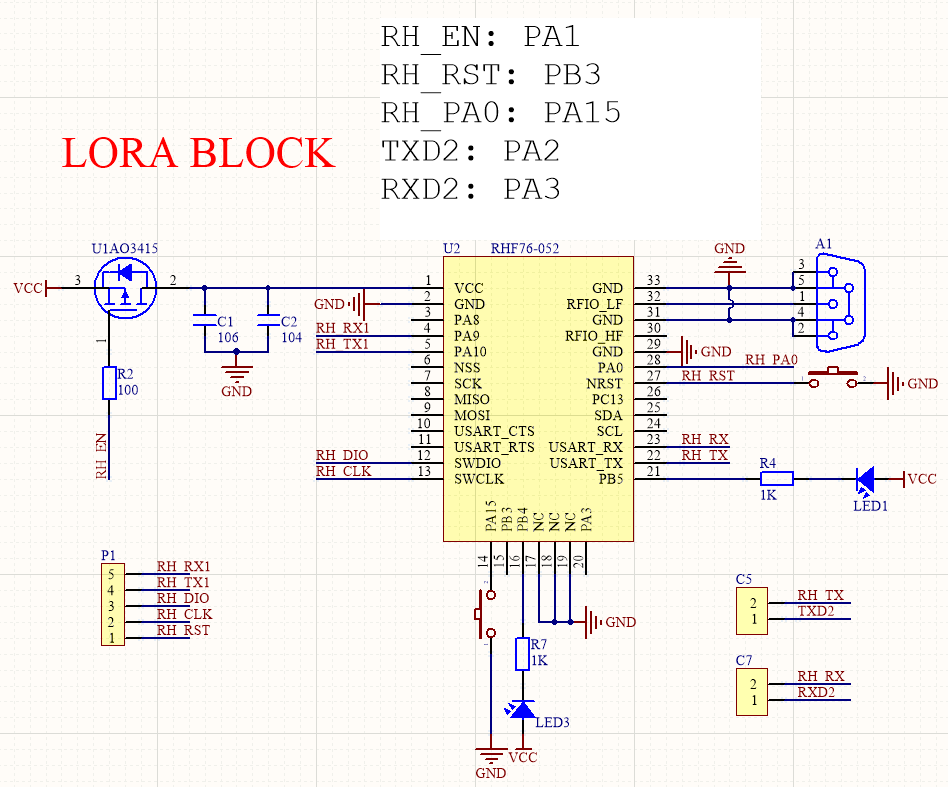 RH_EN: PA1
RH_RST: PB3
RH_PA0: PA15
TXD2: PA2
RXD2: PA3
LORA BLOCK
U1AO3415
VCC
3
2
1
C1
106
C2
104
GND
R2
100
RH_EN
U2
RHF76-052
1 VCC
2 GND
3 PA8
4 PA9
5 PA10
6 NSS
7 SCK
8 MISO
9 MOSI
10 USART_CTS
11 USART_RTS
12 SWDIO
13 SWCLK
GND
RH_RX1
RH_TX1
RH_DIO
RH_CLK
GND 33
RFIO_LF 32
GND 31
RFIO_HF 30
GND 29
PA0 28
NRST 27
PC13 26
SDA 25
SCL 24
USART_RX 23
USART_TX 22
PB5 21
PA15 PB3 PB4 NC NC NC PA3
14 15 16 17 18 19 20
GND
A1
3
5
1
4
2
GND
RH_PA0
RH_RST
1 2
GND
RH_RX
RH_TX
R4
1K
LED1
VCC
2
1
GND
R7
1K
LED3
VCC
GND
P1
5 RH_RX1
4 RH_TX1
3 RH_DIO
2 RH_CLK
1 RH_RST
C5
2 RH_TX
1 TXD2
C7
2 RH_RX
1 RXD2